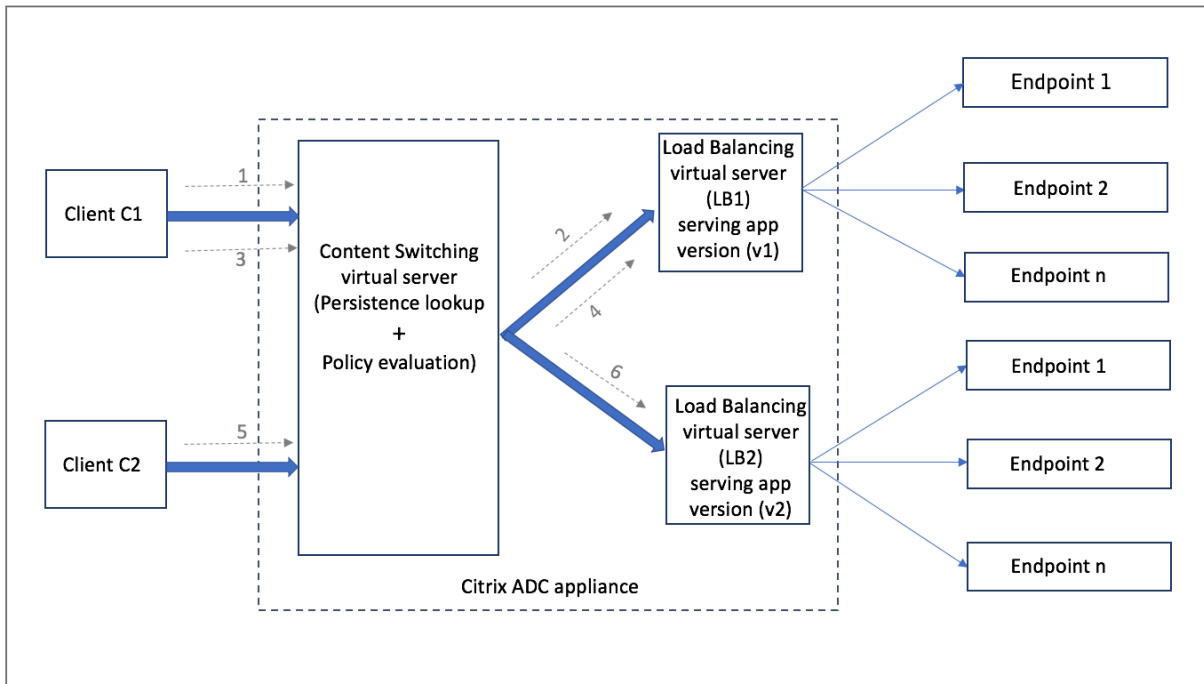 Client C1
1
3
Client C2
5
Content Switching
virtual server
(Persistence lookup
+
Policy evaluation)
2
4
6
Load Balancing
virtual server
(LB1)
serving app
version (v1)
Load Balancing
virtual server
(LB2)
serving app
version (v2)
Citrix ADC appliance
Endpoint 1
Endpoint 2
Endpoint n
Endpoint 1
Endpoint 2
Endpoint n